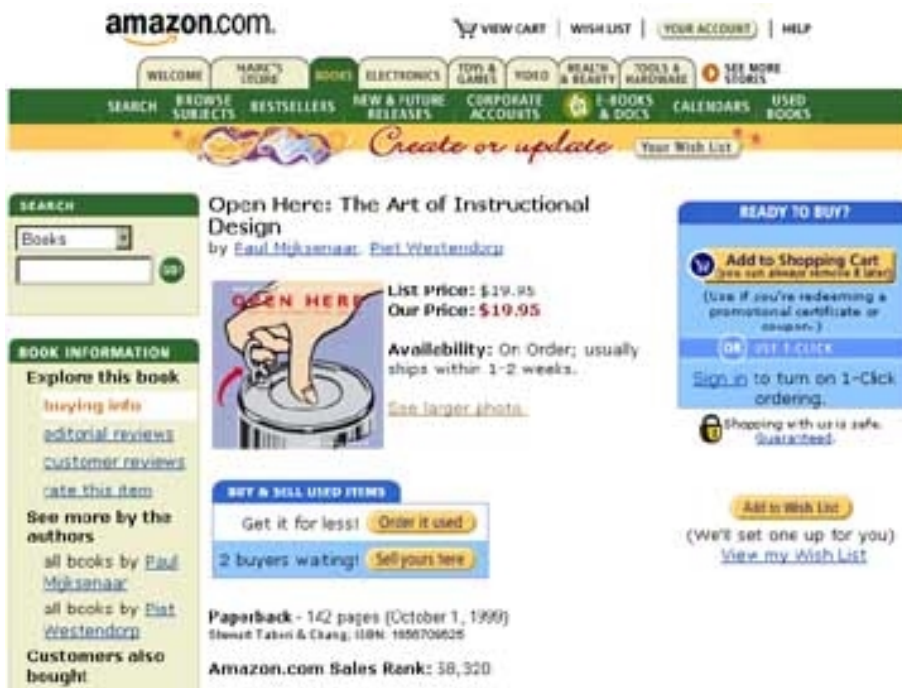 amazon.com.
VIEW CART | WISH LIST | YOUR ACCOUNT | HELP
WELCOME
STORE
BOOKS
ELECTRONICS
TOYS & GAMES
VIDEO
HEALTH & BEAUTY
TOOLS & HARDWARE
SEE MORE STORES
SEARCH
BROWSE SUBJECTS
BESTSELLERS
NEW & FUTURE RELEASES
CORPORATE ACCOUNTS
E-BOOKS & DOCS
CALENDARS
USED BOOKS
Create or update Your Wish List
SEARCH
Books
GO!
BOOK INFORMATION
Explore this book
buying info
editorial reviews
customer reviews
rate this item
See more by the
authors
all books by Paul
Mijksenaar
all books by Piet
Westendorp
Customers also
bought
Open Here: The Art of Instructional
Design
by Paul Mijksenaar, Piet Westendorp
OPEN HERE
List Price: $19.95
Our Price: $19.95
Availability: On Order; usually
ships within 1-2 weeks.
See larger photo
BUY & SELL USED ITEMS
Get it for less! Order it used
2 buyers wating! Sell yours here
Paperback - 142 pages (October 1, 1999)
Stewart Tabori & Chang; ISBN:
Amazon.com Sales Rank: 58,320
READY TO BUY?
Add to Shopping Cart
(you can always remove it later)
(Use if you're redeeming a
promotional certificate or
coupon.)
OR USE 1-CLICK
Sign in to turn on 1-Click
ordering.
Shopping with us is safe.
Guaranteed.
Add to Wish List
(We'll set one up for you)
View my Wish List